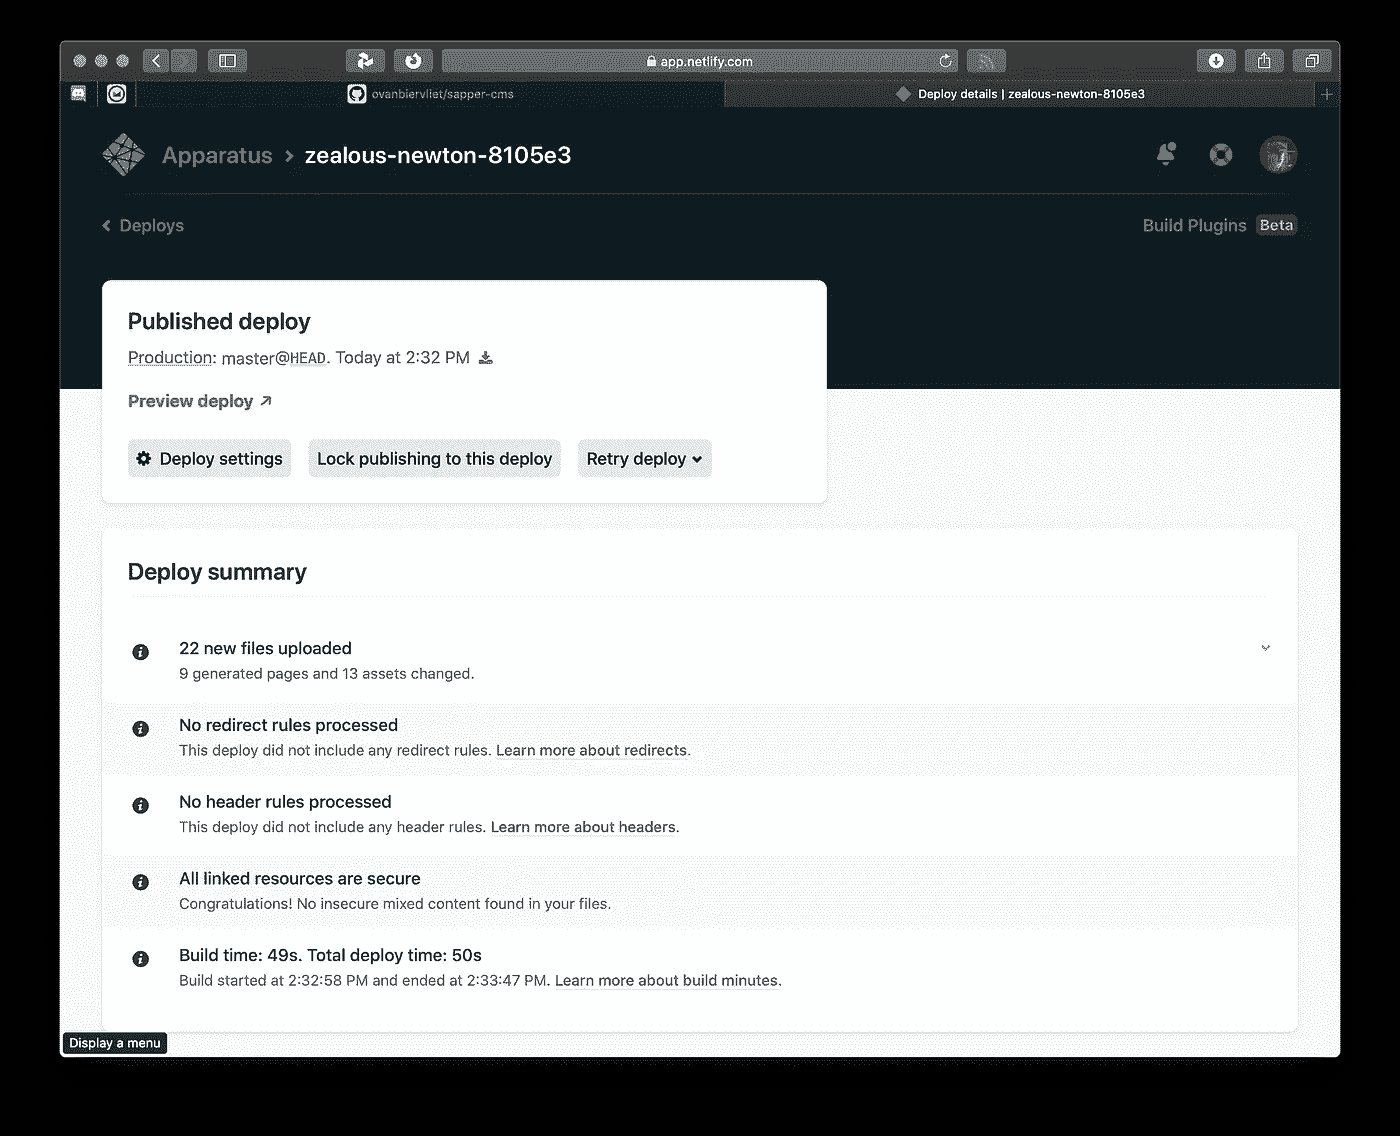 app.netlify.com
ovanbiervliet/sapper-cms
Deploy details | zealous-newton-8105e3
Apparatus > zealous-newton-8105e3
Deploys
Build Plugins Beta
Published deploy
Production: master@HEAD. Today at 2:32 PM
Preview deploy
Deploy settings
Lock publishing to this deploy
Retry deploy
Deploy summary
22 new files uploaded
9 generated pages and 13 assets changed.
No redirect rules processed
This deploy did not include any redirect rules. Learn more about redirects.
No header rules processed
This deploy did not include any header rules. Learn more about headers.
All linked resources are secure
Congratulations! No insecure mixed content found in your files.
Build time: 49s. Total deploy time: 50s
Build started at 2:32:58 PM and ended at 2:33:47 PM. Learn more about build minutes.
Display a menu